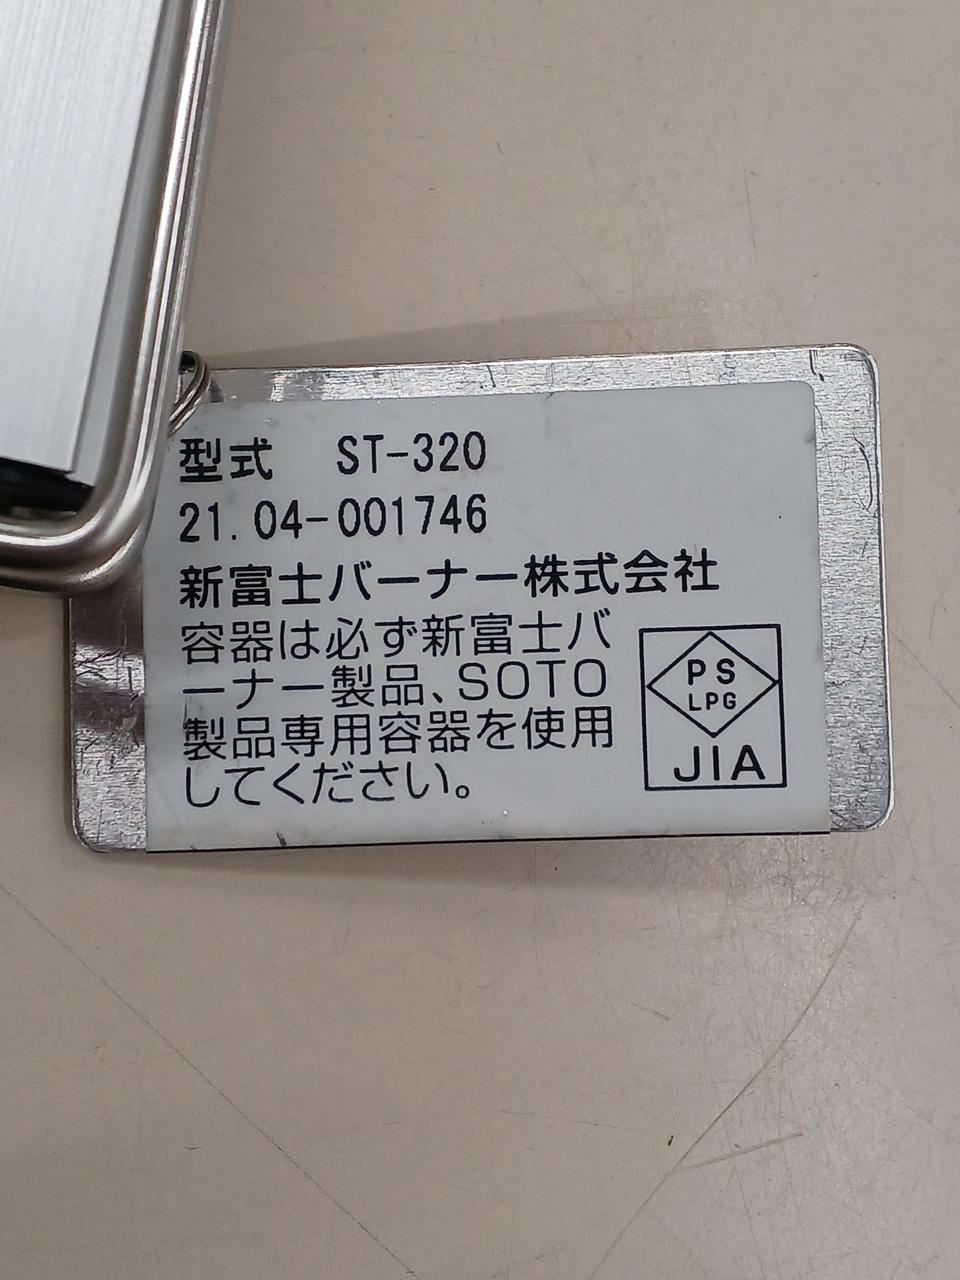 型式 ST-320
21.04-001746
新富士バーナー株式会社
容器は必ず新富士バ
ーナー製品、SOTO
製品専用容器を使用
してください。
PS
LPG
JIA